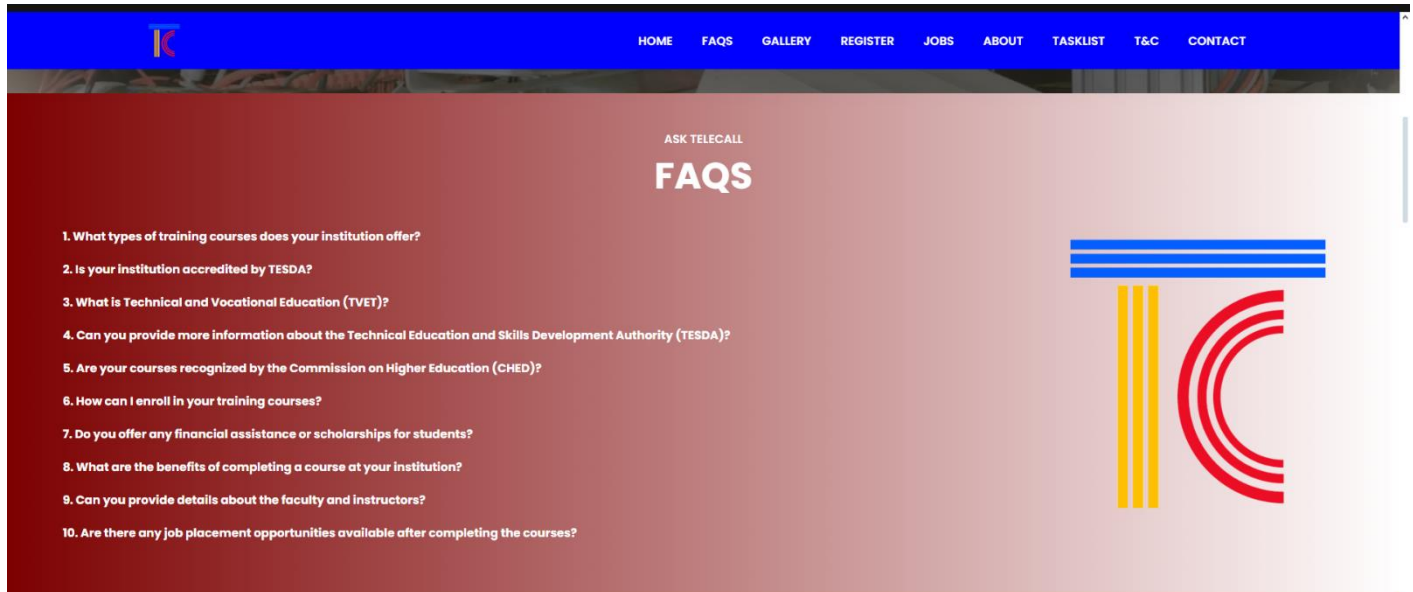 TC
HOME FAQS GALLERY REGISTER JOBS ABOUT TASKLIST T&C CONTACT
ASK TELECALL
FAQS
1. What types of training courses does your institution offer?
2. Is your institution accredited by TESDA?
3. What is Technical and Vocational Education (TVET)?
4. Can you provide more information about the Technical Education and Skills Development Authority (TESDA)?
5. Are your courses recognized by the Commission on Higher Education (CHED)?
6. How can I enroll in your training courses?
7. Do you offer any financial assistance or scholarships for students?
8. What are the benefits of completing a course at your institution?
9. Can you provide details about the faculty and instructors?
10. Are there any job placement opportunities available after completing the courses?
TC